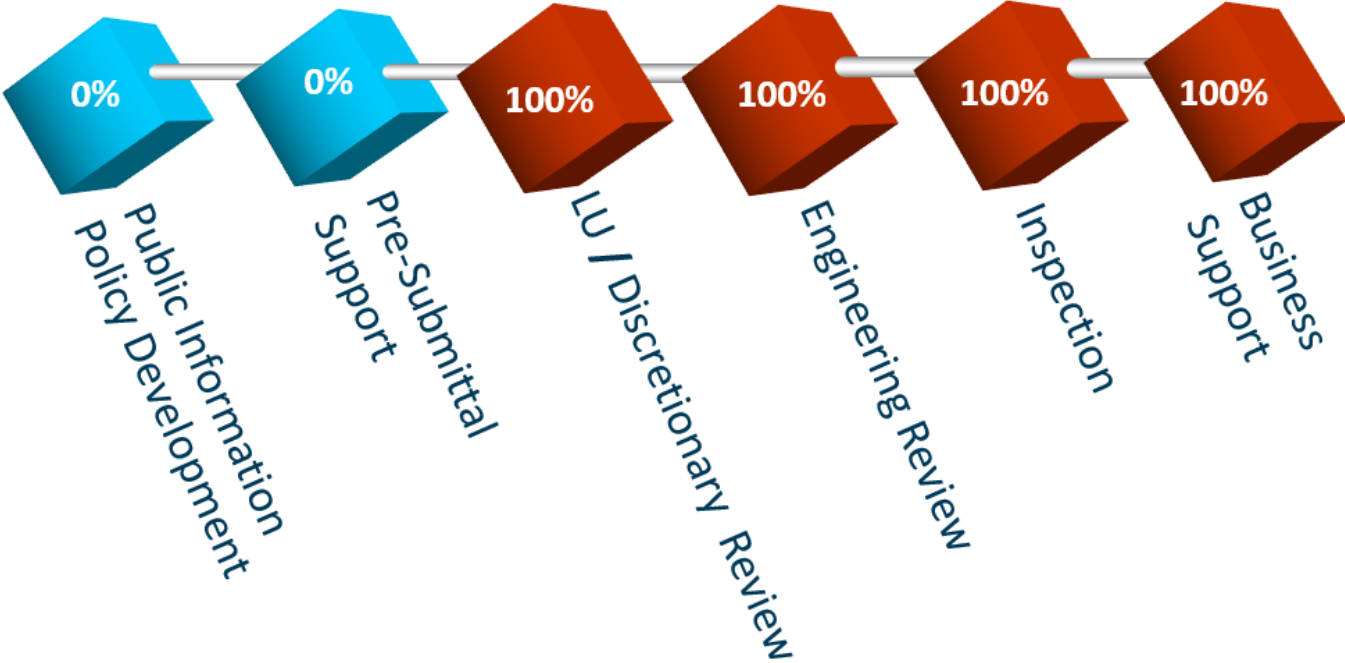 0%
0%
100%
100%
100%
100%
Public Information
Policy Development
Pre-Submittal
Support
LU / Discretionary Review
Engineering Review
Inspection
Business
Support